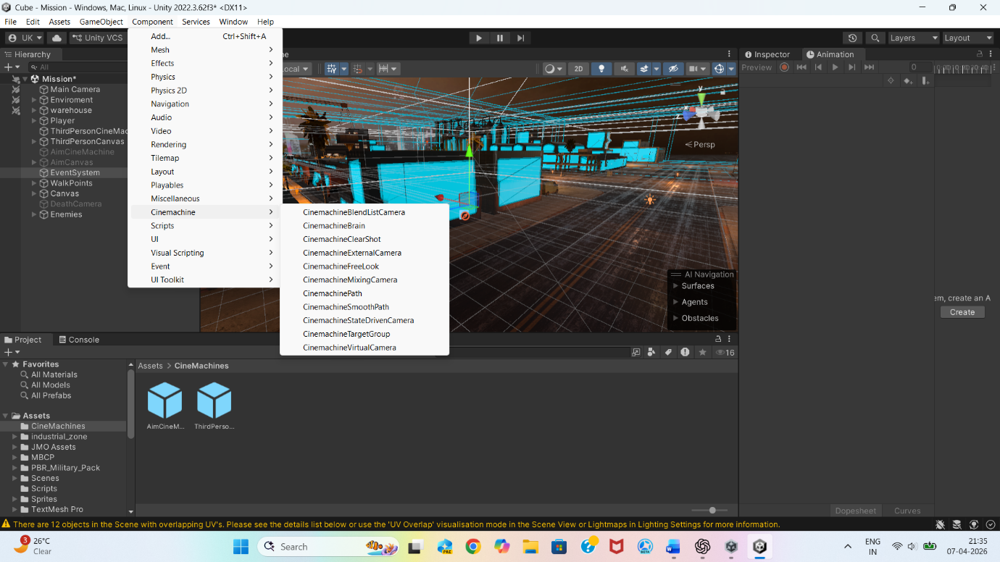 Cube - Mission - Windows, Mac, Linux - Unity 2022.3.62f3* <DX11>
File Edit Assets GameObject Component Services Window Help
UK Unity VCS Layers Layout
Add... Ctrl+Shift+A
Mesh
Effects
Physics
Physics 2D
Navigation
Audio
Video
Rendering
Tilemap
Layout
Playables
Miscellaneous
Cinemachine
Scripts
UI
Visual Scripting
Event
UI Toolkit
CinemachineBlendListCamera
CinemachineBrain
CinemachineClearShot
CinemachineExternalCamera
CinemachineFreeLook
CinemachineMixingCamera
CinemachinePath
CinemachineSmoothPath
CinemachineStateDrivenCamera
CinemachineTargetGroup
CinemachineVirtualCamera
Hierarchy
All
Mission*
Main Camera
Enviroment
warehouse
Player
ThirdPersonCineMac
ThirdPersonCanvas
AimCineMachine
AimCanvas
EventSystem
WalkPoints
Canvas
DeathCamera
Enemies
ne
ocal
2D
y
x
z
Persp
AI Navigation
Surfaces
Agents
Obstacles
Inspector Animation
Preview 0
em, create an A
Create
Dopesheet Curves
Project Console
16
Favorites
All Materials
All Models
All Prefabs
Assets
CineMachines
industrial_zone
JMO Assets
MBCP
PBR_Military_Pack
Scenes
Scripts
Sprites
TextMesh Pro
Assets > CineMachines
AimCineM... ThirdPerso...
There are 12 objects in the Scene with overlapping UV's. Please see the details list below or use the 'UV Overlap' visualisation mode in the Scene View or Lightmaps in Lighting Settings for more information.
3
26°C
Clear
Search
PRE
BETA
ENG
IN
21:35
07-04-2026